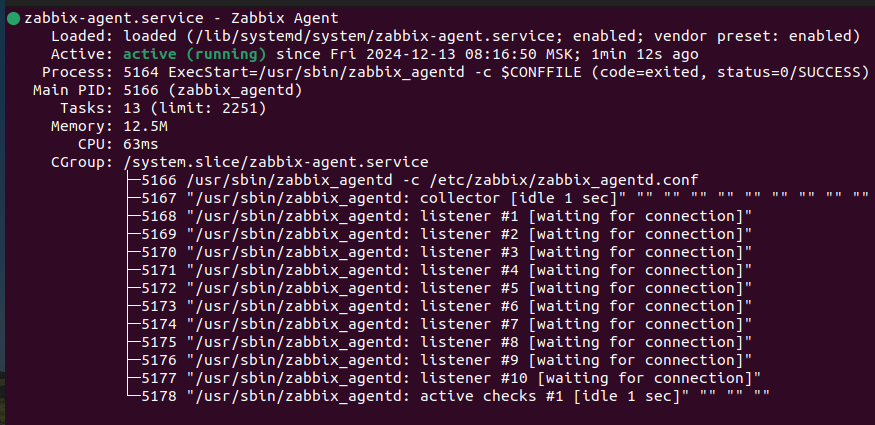 zabbix-agent.service - Zabbix Agent
Loaded: loaded (/lib/systemd/system/zabbix-agent.service; enabled; vendor preset: enabled)
Active: active (running) since Fri 2024-12-13 08:16:50 MSK; 1min 12s ago
Process: 5164 ExecStart=/usr/sbin/zabbix_agentd -c $CONFFILE (code=exited, status=0/SUCCESS)
Main PID: 5166 (zabbix_agentd)
Tasks: 13 (limit: 2251)
Memory: 12.5M
CPU: 63ms
CGroup: /system.slice/zabbix-agent.service
├─5166 /usr/sbin/zabbix_agentd -c /etc/zabbix/zabbix_agentd.conf
├─5167 "/usr/sbin/zabbix_agentd: collector [idle 1 sec]" "" "" "" "" "" "" "" "" ""
├─5168 "/usr/sbin/zabbix_agentd: listener #1 [waiting for connection]"
├─5169 "/usr/sbin/zabbix_agentd: listener #2 [waiting for connection]"
├─5170 "/usr/sbin/zabbix_agentd: listener #3 [waiting for connection]"
├─5171 "/usr/sbin/zabbix_agentd: listener #4 [waiting for connection]"
├─5172 "/usr/sbin/zabbix_agentd: listener #5 [waiting for connection]"
├─5173 "/usr/sbin/zabbix_agentd: listener #6 [waiting for connection]"
├─5174 "/usr/sbin/zabbix_agentd: listener #7 [waiting for connection]"
├─5175 "/usr/sbin/zabbix_agentd: listener #8 [waiting for connection]"
├─5176 "/usr/sbin/zabbix_agentd: listener #9 [waiting for connection]"
├─5177 "/usr/sbin/zabbix_agentd: listener #10 [waiting for connection]"
└─5178 "/usr/sbin/zabbix_agentd: active checks #1 [idle 1 sec]" "" "" ""